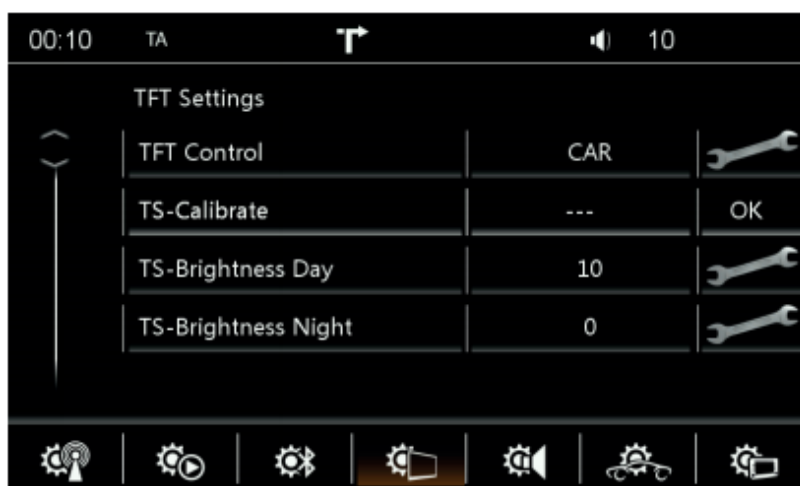 00:10 TA 10
TFT Settings
TFT Control CAR
TS-Calibrate --- OK
TS-Brightness Day 10
TS-Brightness Night 0